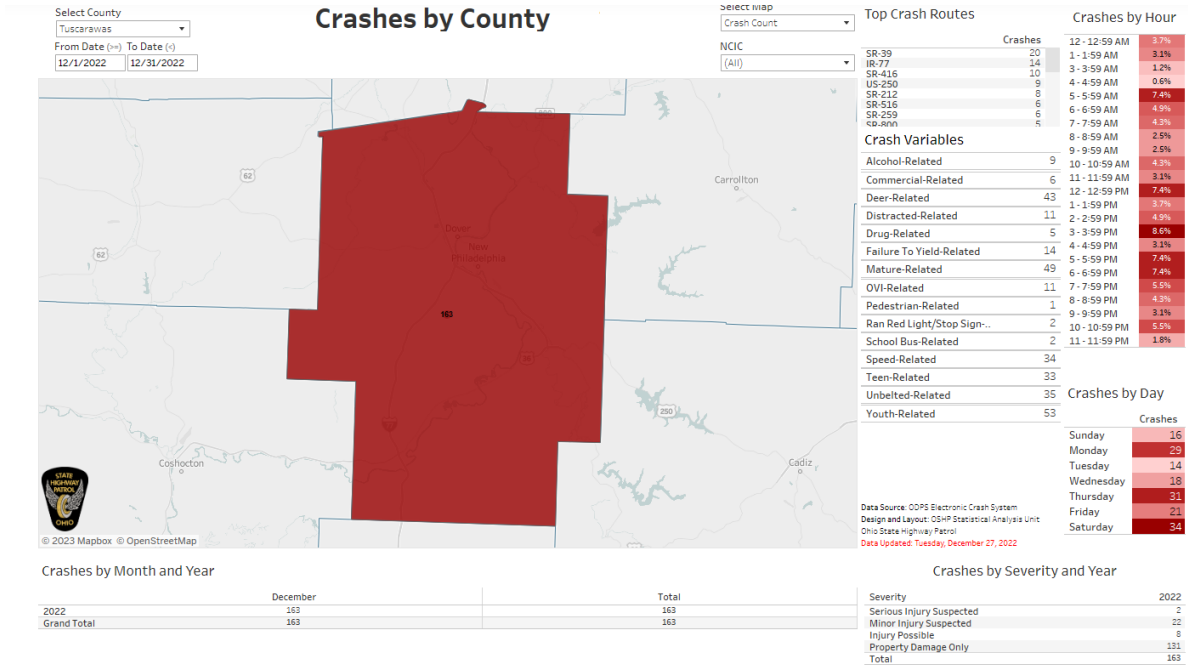 Select County
Tuscarawas
From Date (>=) To Date (<)
12/1/2022 12/31/2022
Crashes by County
Select Map
Crash Count
NCIC
(All)
62
62
Carrollton
Dover
New
Philadelphia
163
36
250
Coshocton
Cadiz
STATE
HIGHWAY
PATROL
OHIO
© 2023 Mapbox © OpenStreetMap
Top Crash Routes
Crashes
SR-39 20
IR-77 14
SR-416 10
US-250 9
SR-212 8
SR-516 6
SR-259 6
SR-800 5
Crash Variables
Alcohol-Related 9
Commercial-Related 6
Deer-Related 43
Distracted-Related 11
Drug-Related 5
Failure To Yield-Related 14
Mature-Related 49
OVI-Related 11
Pedestrian-Related 1
Ran Red Light/Stop Sign-.. 2
School Bus-Related 2
Speed-Related 34
Teen-Related 33
Unbelted-Related 35
Youth-Related 53
Data Source: ODPS Electronic Crash System
Design and Layout: OSHP Statistical Analysis Unit
Ohio State Highway Patrol
Data Updated: Tuesday, December 27, 2022
Crashes by Hour
12 - 12:59 AM 3.7%
1 - 1:59 AM 3.1%
3 - 3:59 AM 1.2%
4 - 4:59 AM 0.6%
5 - 5:59 AM 7.4%
6 - 6:59 AM 4.9%
7 - 7:59 AM 4.3%
8 - 8:59 AM 2.5%
9 - 9:59 AM 2.5%
10 - 10:59 AM 4.3%
11 - 11:59 AM 3.1%
12 - 12:59 PM 7.4%
1 - 1:59 PM 3.7%
2 - 2:59 PM 4.9%
3 - 3:59 PM 8.6%
4 - 4:59 PM 3.1%
5 - 5:59 PM 7.4%
6 - 6:59 PM 7.4%
7 - 7:59 PM 5.5%
8 - 8:59 PM 4.3%
9 - 9:59 PM 3.1%
10 - 10:59 PM 5.5%
11 - 11:59 PM 1.8%
Crashes by Day
Crashes
Sunday 16
Monday 29
Tuesday 14
Wednesday 18
Thursday 31
Friday 21
Saturday 34
Crashes by Month and Year
December Total
2022 163 163
Grand Total 163 163
Crashes by Severity and Year
Severity 2022
Serious Injury Suspected 2
Minor Injury Suspected 22
Injury Possible 8
Property Damage Only 131
Total 163